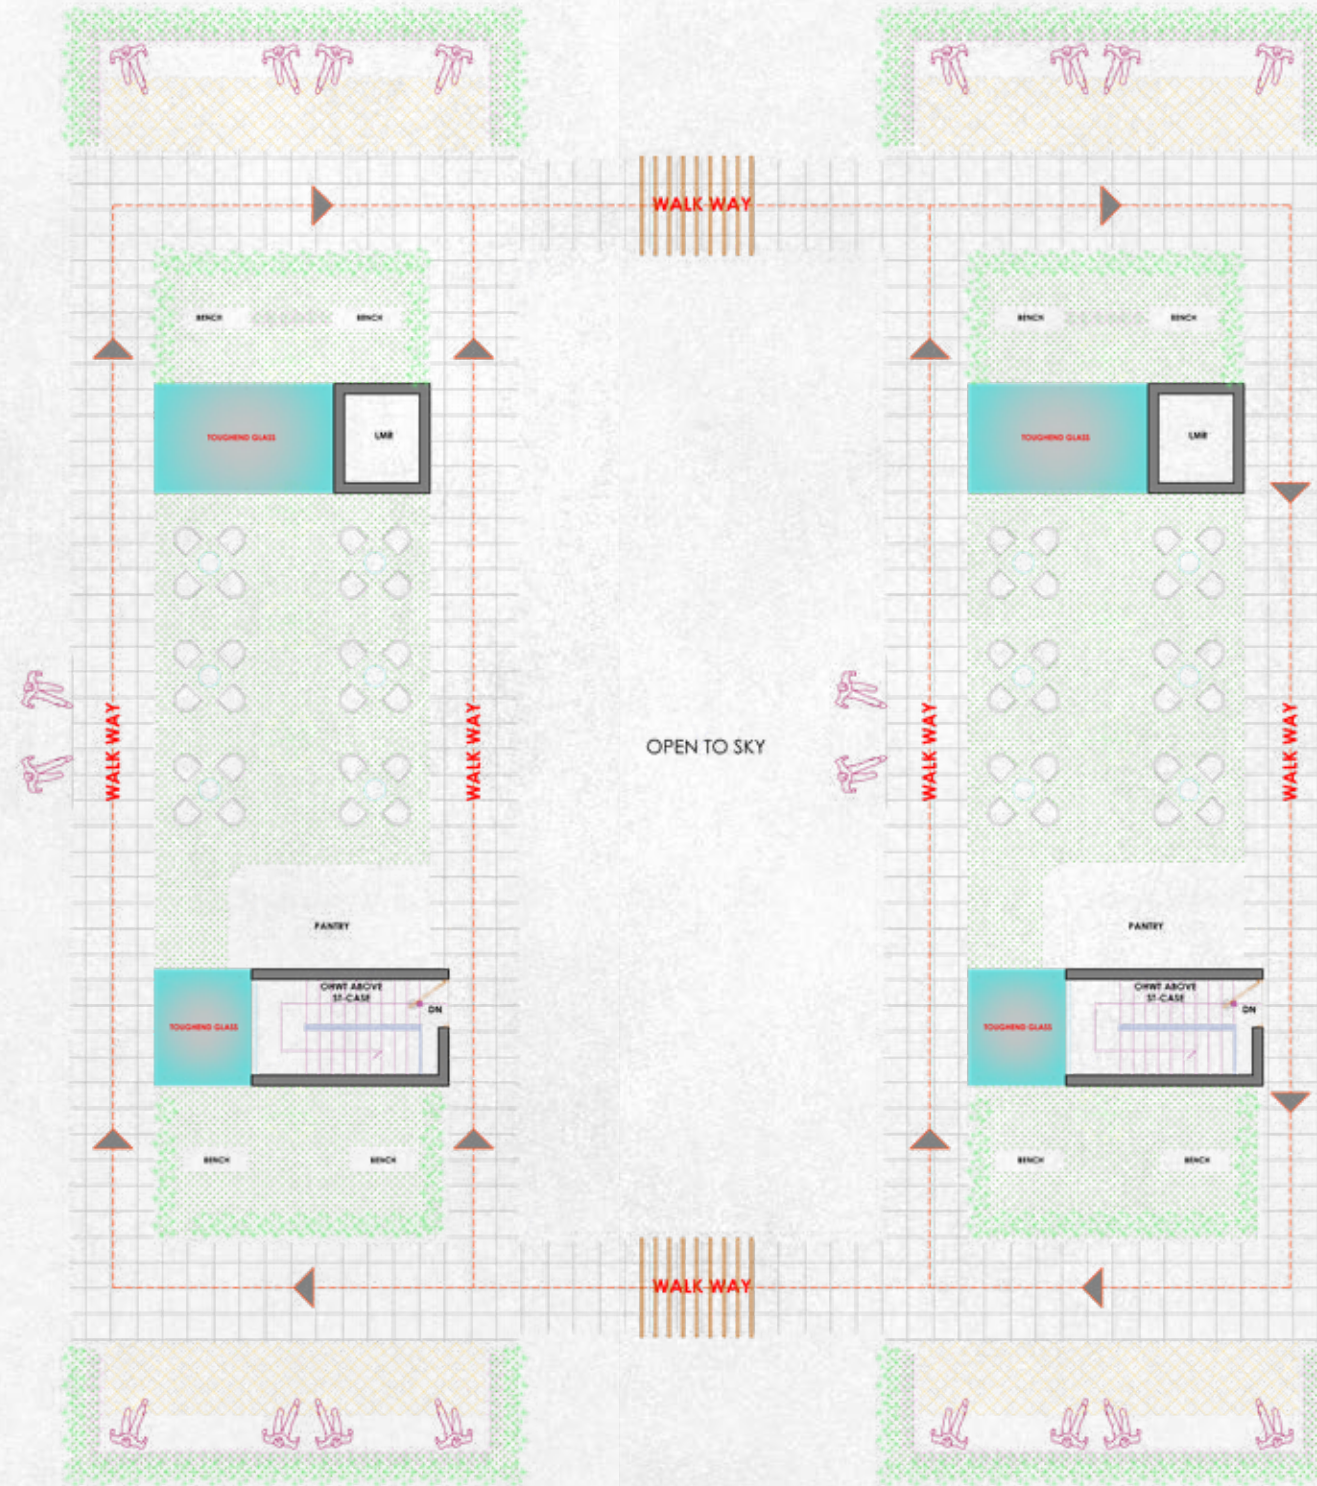 WALK WAY
BENCH
BENCH
BENCH
BENCH
TOUGHEND GLASS
LMR
TOUGHEND GLASS
LMR
WALK WAY
WALK WAY
OPEN TO SKY
WALK WAY
WALK WAY
PANTRY
PANTRY
OHWT ABOVE
ST-CASE
DN
TOUGHEND GLASS
OHWT ABOVE
ST-CASE
DN
TOUGHEND GLASS
BENCH
BENCH
BENCH
BENCH
WALK WAY